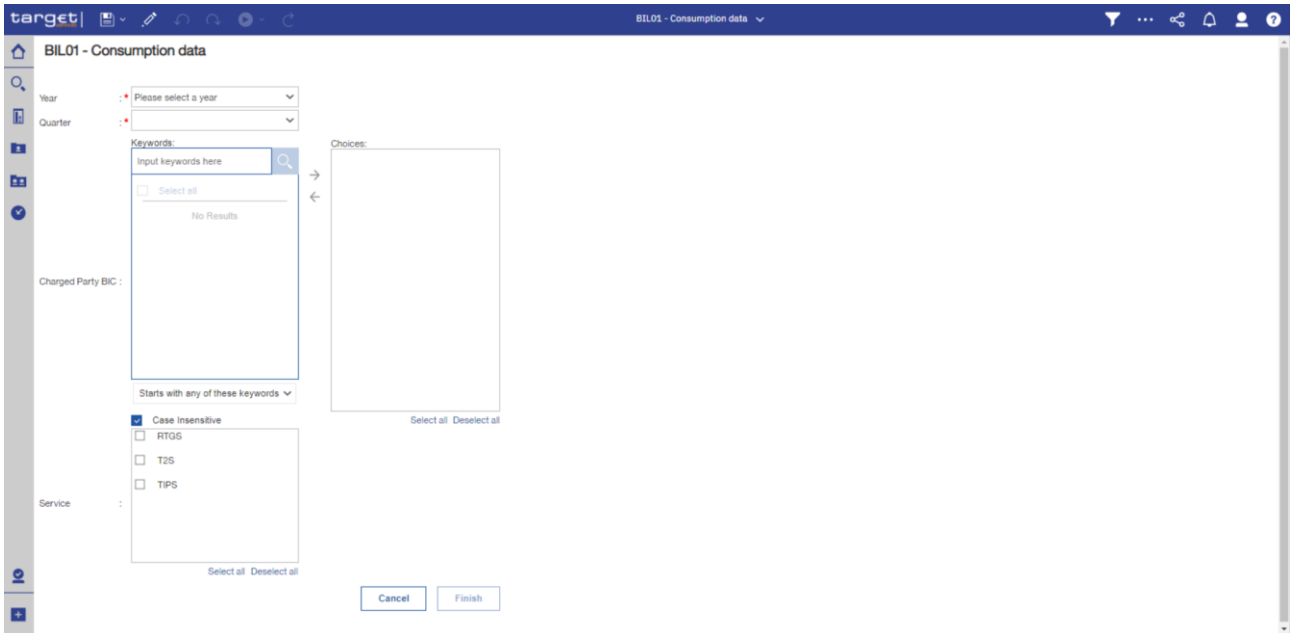 target|
BIL01 - Consumption data
BIL01 - Consumption data
Year :* Please select a year
Quarter :*
Keywords: Choices:
Input keywords here
Select all
No Results
Charged Party BIC :
Starts with any of these keywords
Case Insensitive Select all Deselect all
RTGS
T2S
TIPS
Service :
Select all Deselect all
Cancel Finish